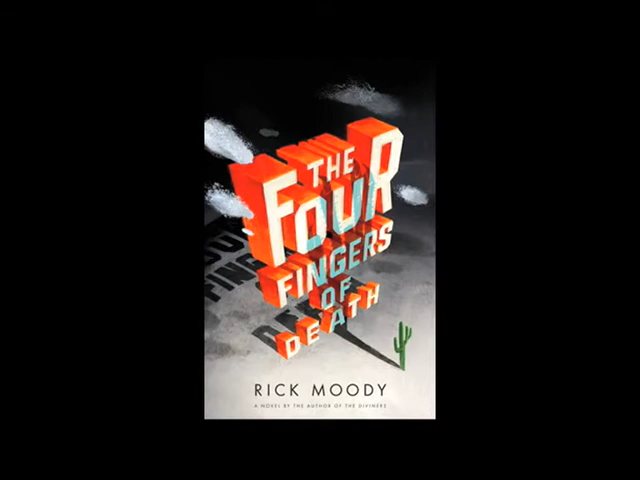 THE
FOUR
FINGERS
OF
DEATH
RICK MOODY
A NOVEL BY THE AUTHOR OF THE DIVINERS